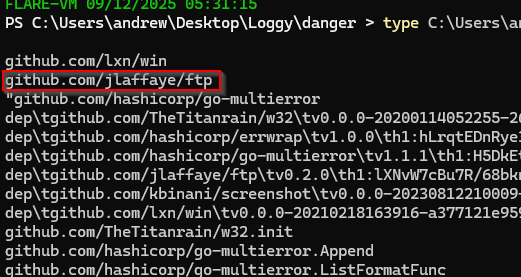 FLARE-VM 09/12/2025 05:31:15
PS C:\Users\andrew\Desktop\Loggy\danger > type C:\Users\an
github.com/lxn/win
github.com/jlaffaye/ftp
"github.com/hashicorp/go-multierror
dep\tgithub.com/TheTitanrain/w32\tv0.0.0-20200114052255-2
dep\tgithub.com/hashicorp/errwrap\tv1.0.0\th1:hLrqtEDnRye
dep\tgithub.com/hashicorp/go-multierror\tv1.1.1\th1:H5DkE
dep\tgithub.com/jlaffaye/ftp\tv0.2.0\th1:lXNvW7cBu7R/68bk
dep\tgithub.com/kbinani/screenshot\tv0.0.0-20230812210009-
dep\tgithub.com/lxn/win\tv0.0.0-20210218163916-a377121e959
github.com/TheTitanrain/w32.init
github.com/hashicorp/go-multierror.Append
github.com/hashicorp/go-multierror.ListFormatFunc